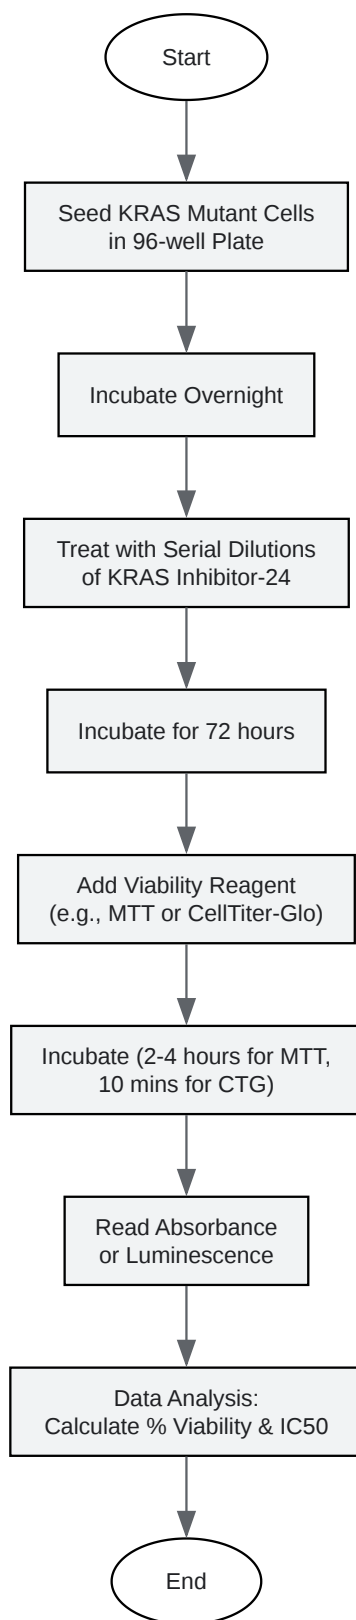 Start
Seed KRAS Mutant Cells
in 96-well Plate
Incubate Overnight
Treat with Serial Dilutions
of KRAS Inhibitor-24
Incubate for 72 hours
Add Viability Reagent
(e.g., MTT or CellTiter-Glo)
Incubate (2-4 hours for MTT,
10 mins for CTG)
Read Absorbance
or Luminescence
Data Analysis:
Calculate % Viability & IC50
End